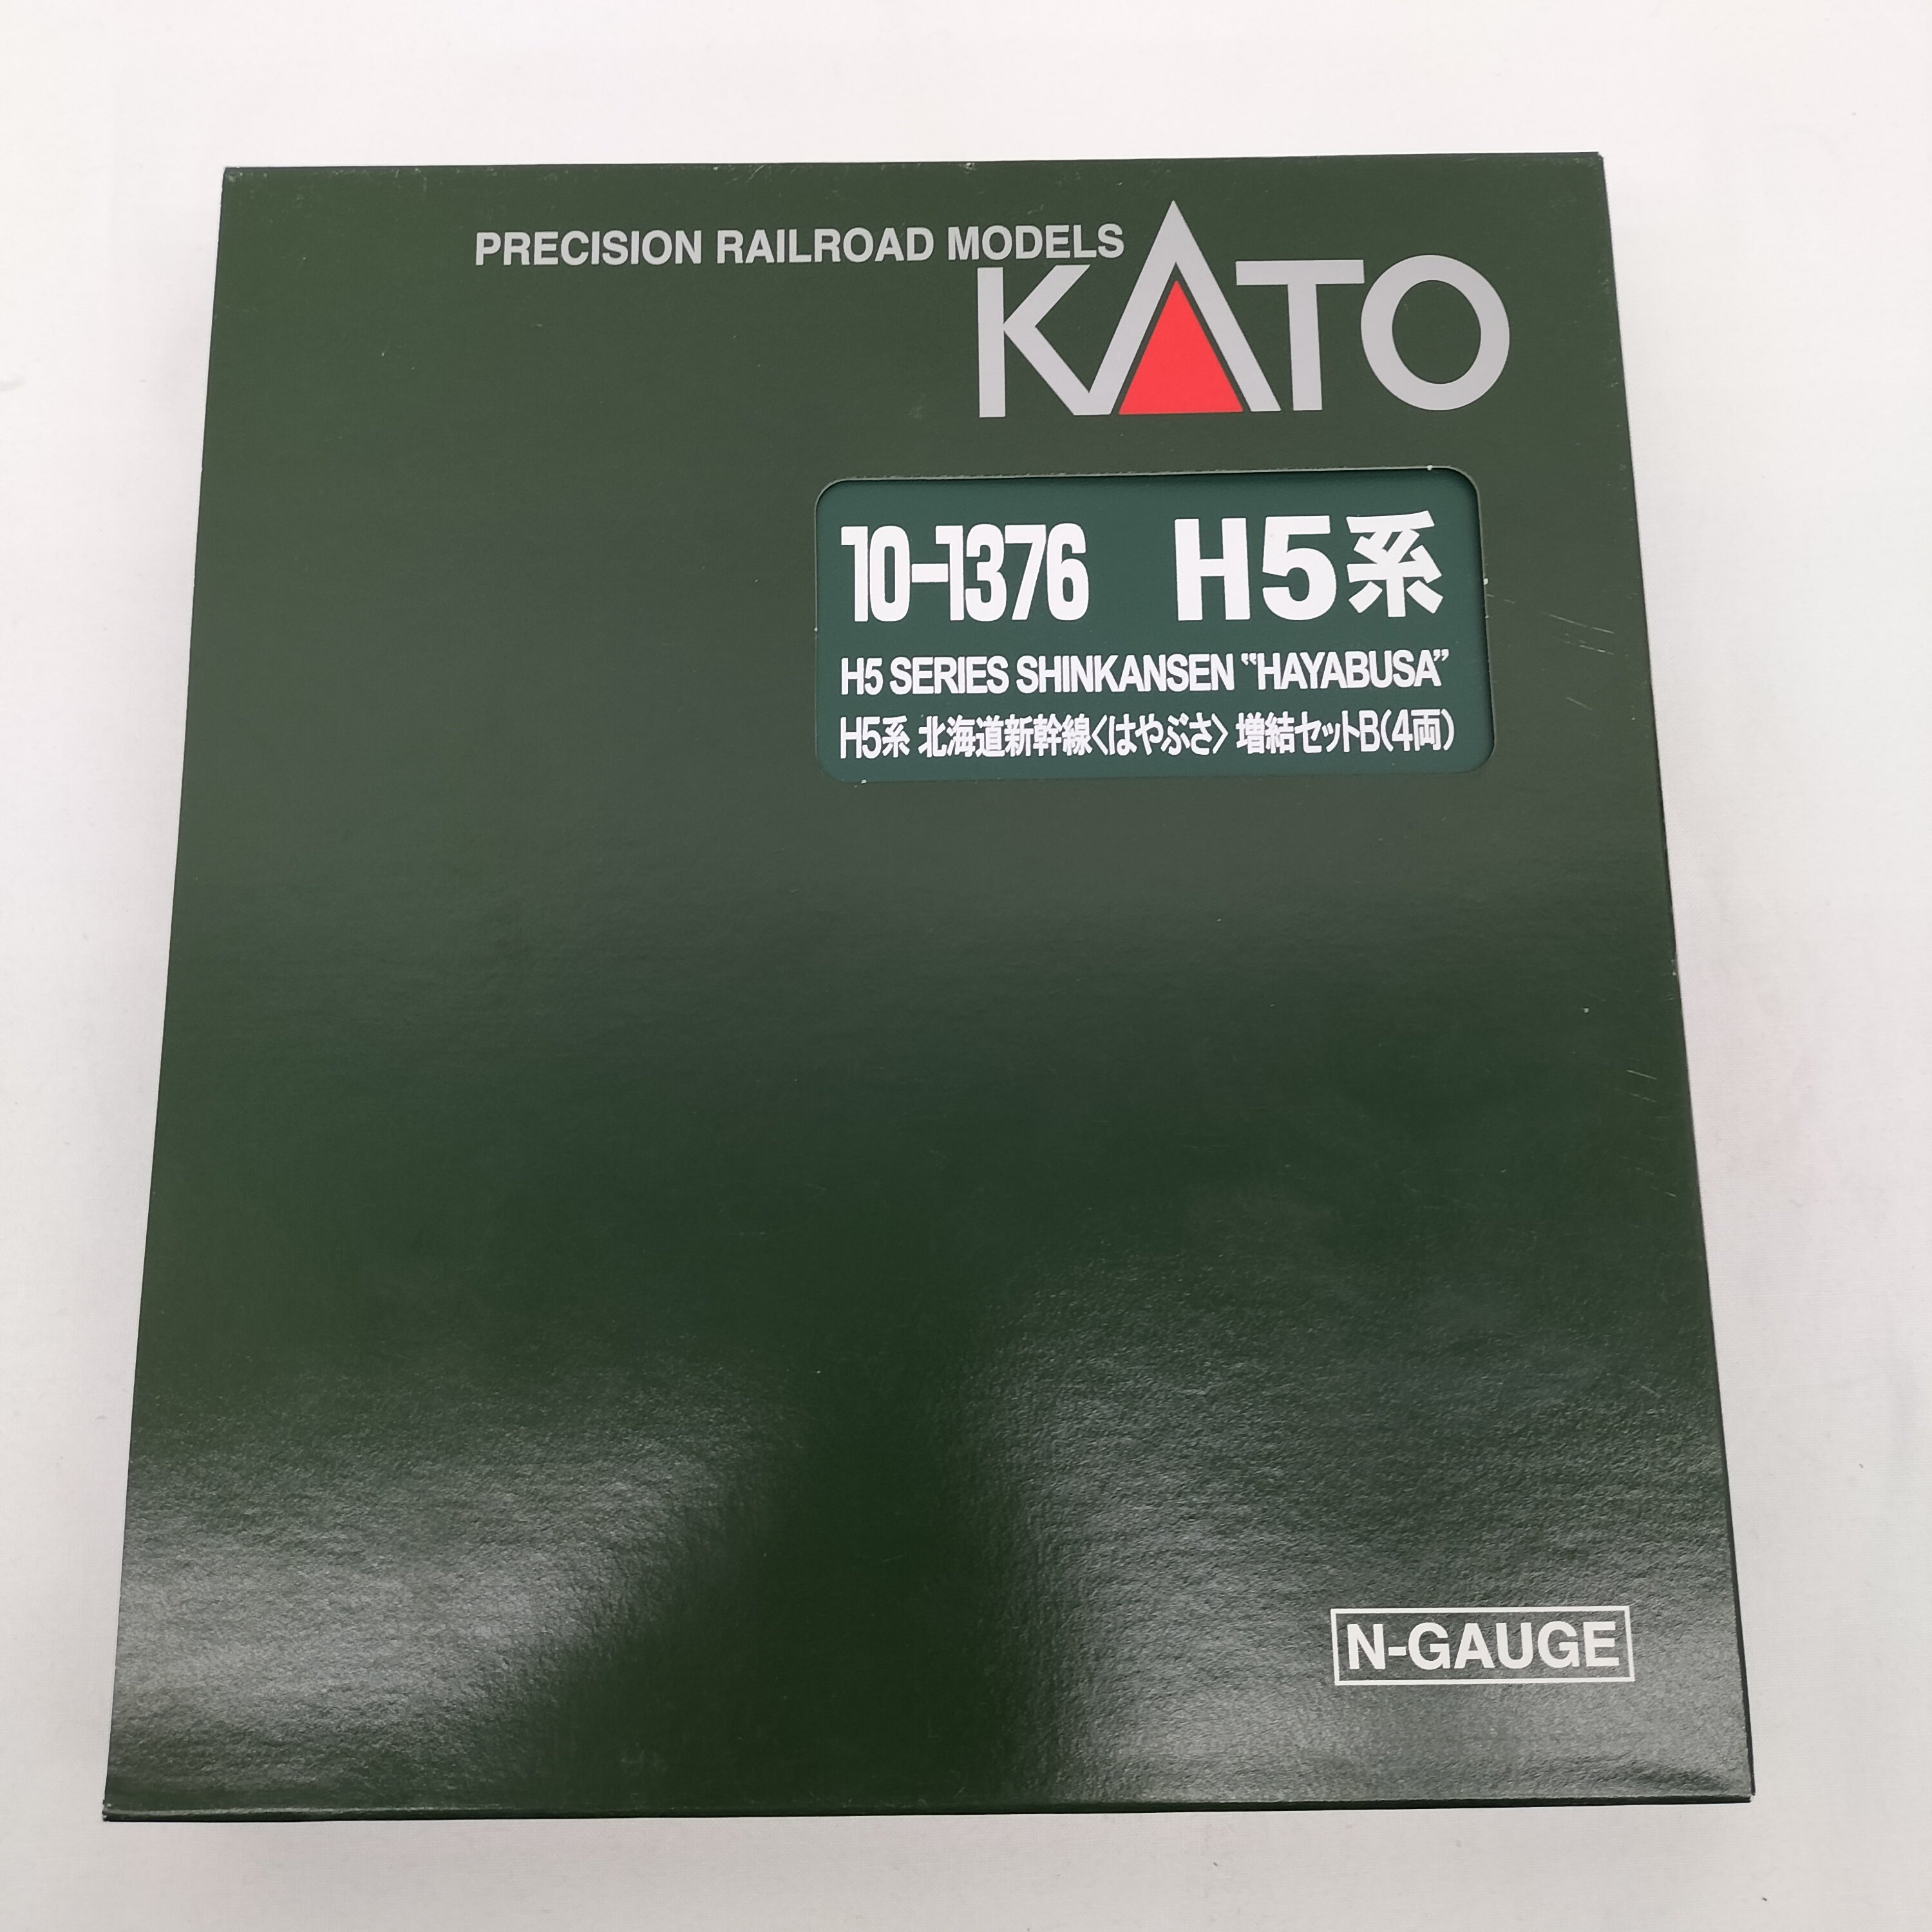 PRECISION RAILROAD MODELS
KATO
10-1376 H5系
H5 SERIES SHINKANSEN “HAYABUSA”
H5系 北海道新幹線〈はやぶさ〉 増結セットB(4両)
N-GAUGE